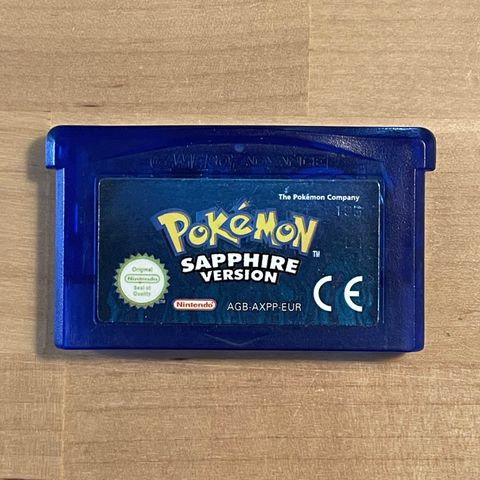 GAME BOY ADVANCE
The Pokémon Company
POKéMON
™
SAPPHIRE
VERSION
Original
Nintendo
Seal of
Quality
Nintendo
AGB-AXPP-EUR
CE